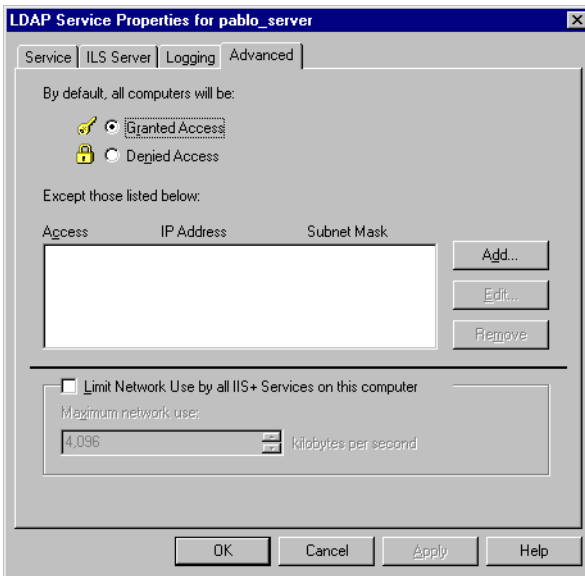 LDAP Service Properties for pablo_server
Service ILS Server Logging Advanced
By default, all computers will be:
Granted Access
Denied Access
Except those listed below:
Access IP Address Subnet Mask
Add...
Edit...
Remove
Limit Network Use by all IIS+ Services on this computer
Maximum network use:
4,096 kilobytes per second
OK Cancel Apply Help